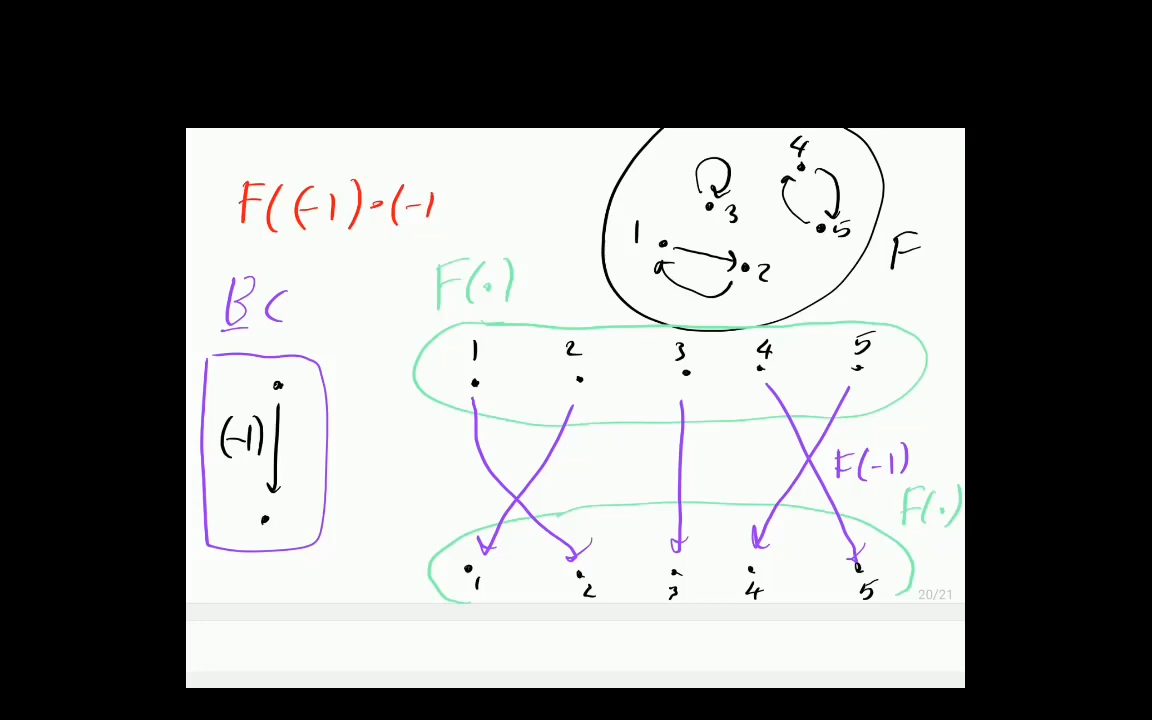 F((-1)·(-1
4
3
5
1
2
F
F(·)
B C
1 2 3 4 5
(-1)
F(-1)
F(·)
1 2 3 4 5
20/21